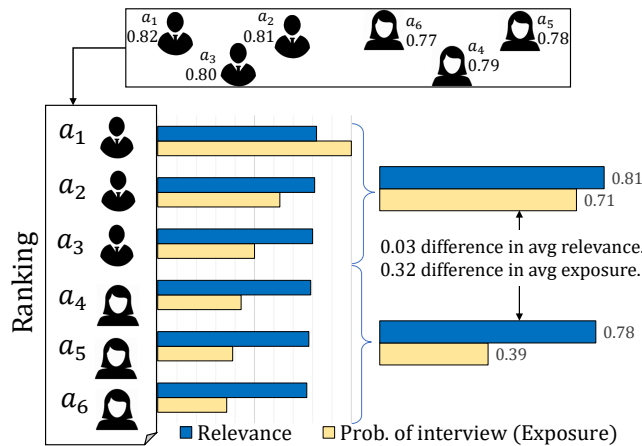 a1
0.82
a2
0.81
a3
0.80
a6
0.77
a4
0.79
a5
0.78
Ranking
a1
a2
a3
a4
a5
a6
0.81
0.71
0.03 difference in avg relevance.
0.32 difference in avg exposure.
0.78
0.39
Relevance
Prob. of interview (Exposure)